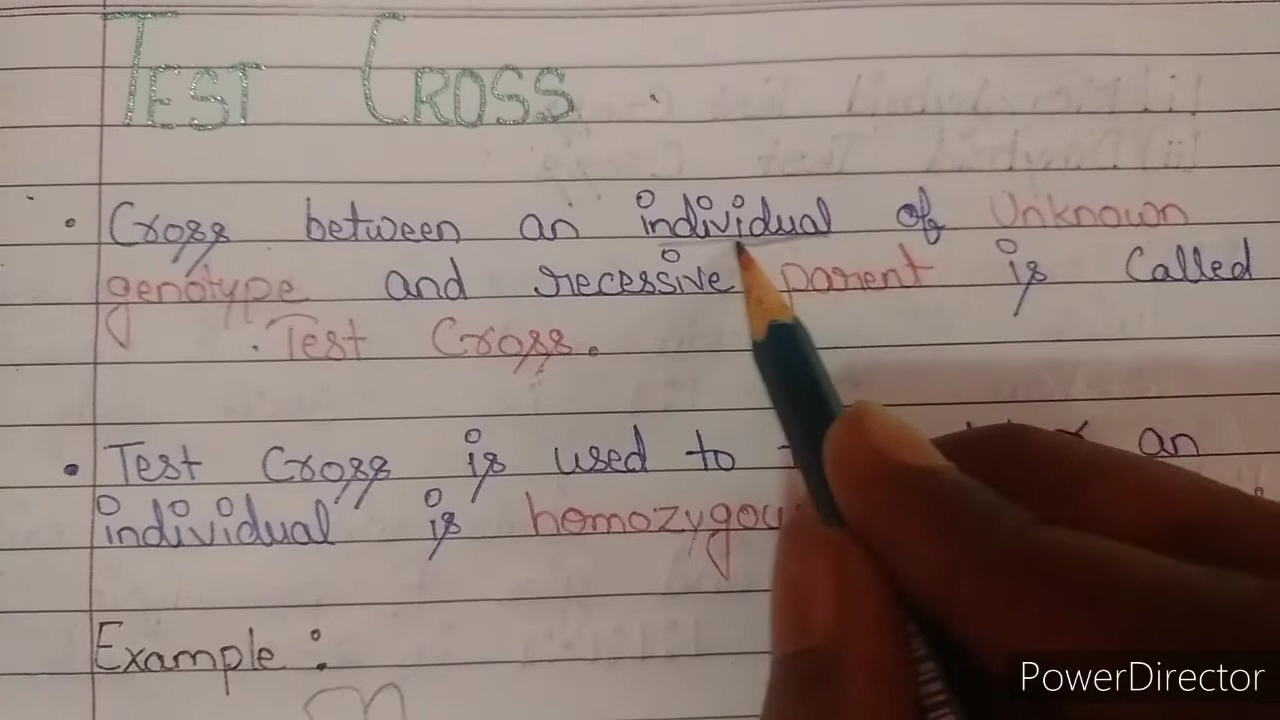 TEST CROSS
Cross between an individual of Unknown
genotype and recessive parent is Called
Test Cross.
Test Cross is used to an
individual is homozygou
Example :
PowerDirector